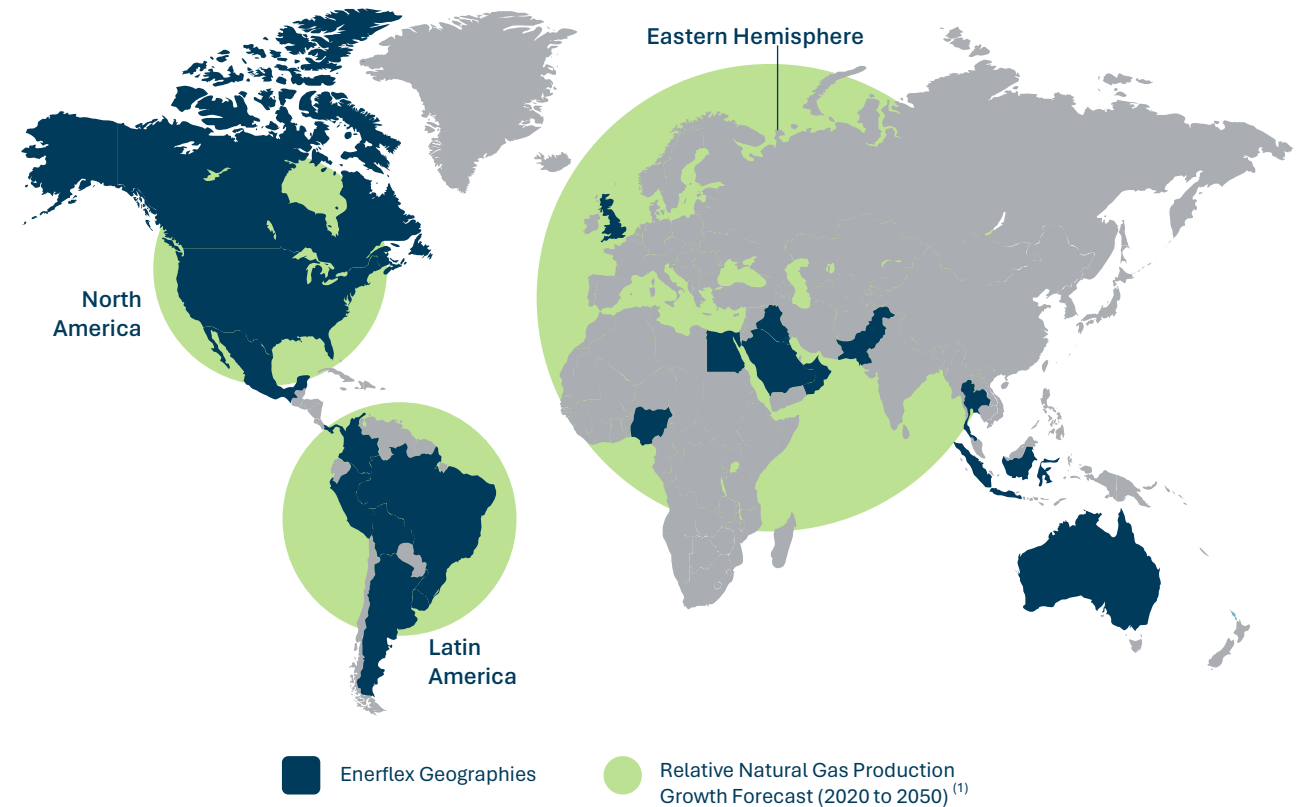 Eastern Hemisphere
North
America
Latin
America
Enerflex Geographies
Relative Natural Gas Production
Growth Forecast (2020 to 2050) (1)